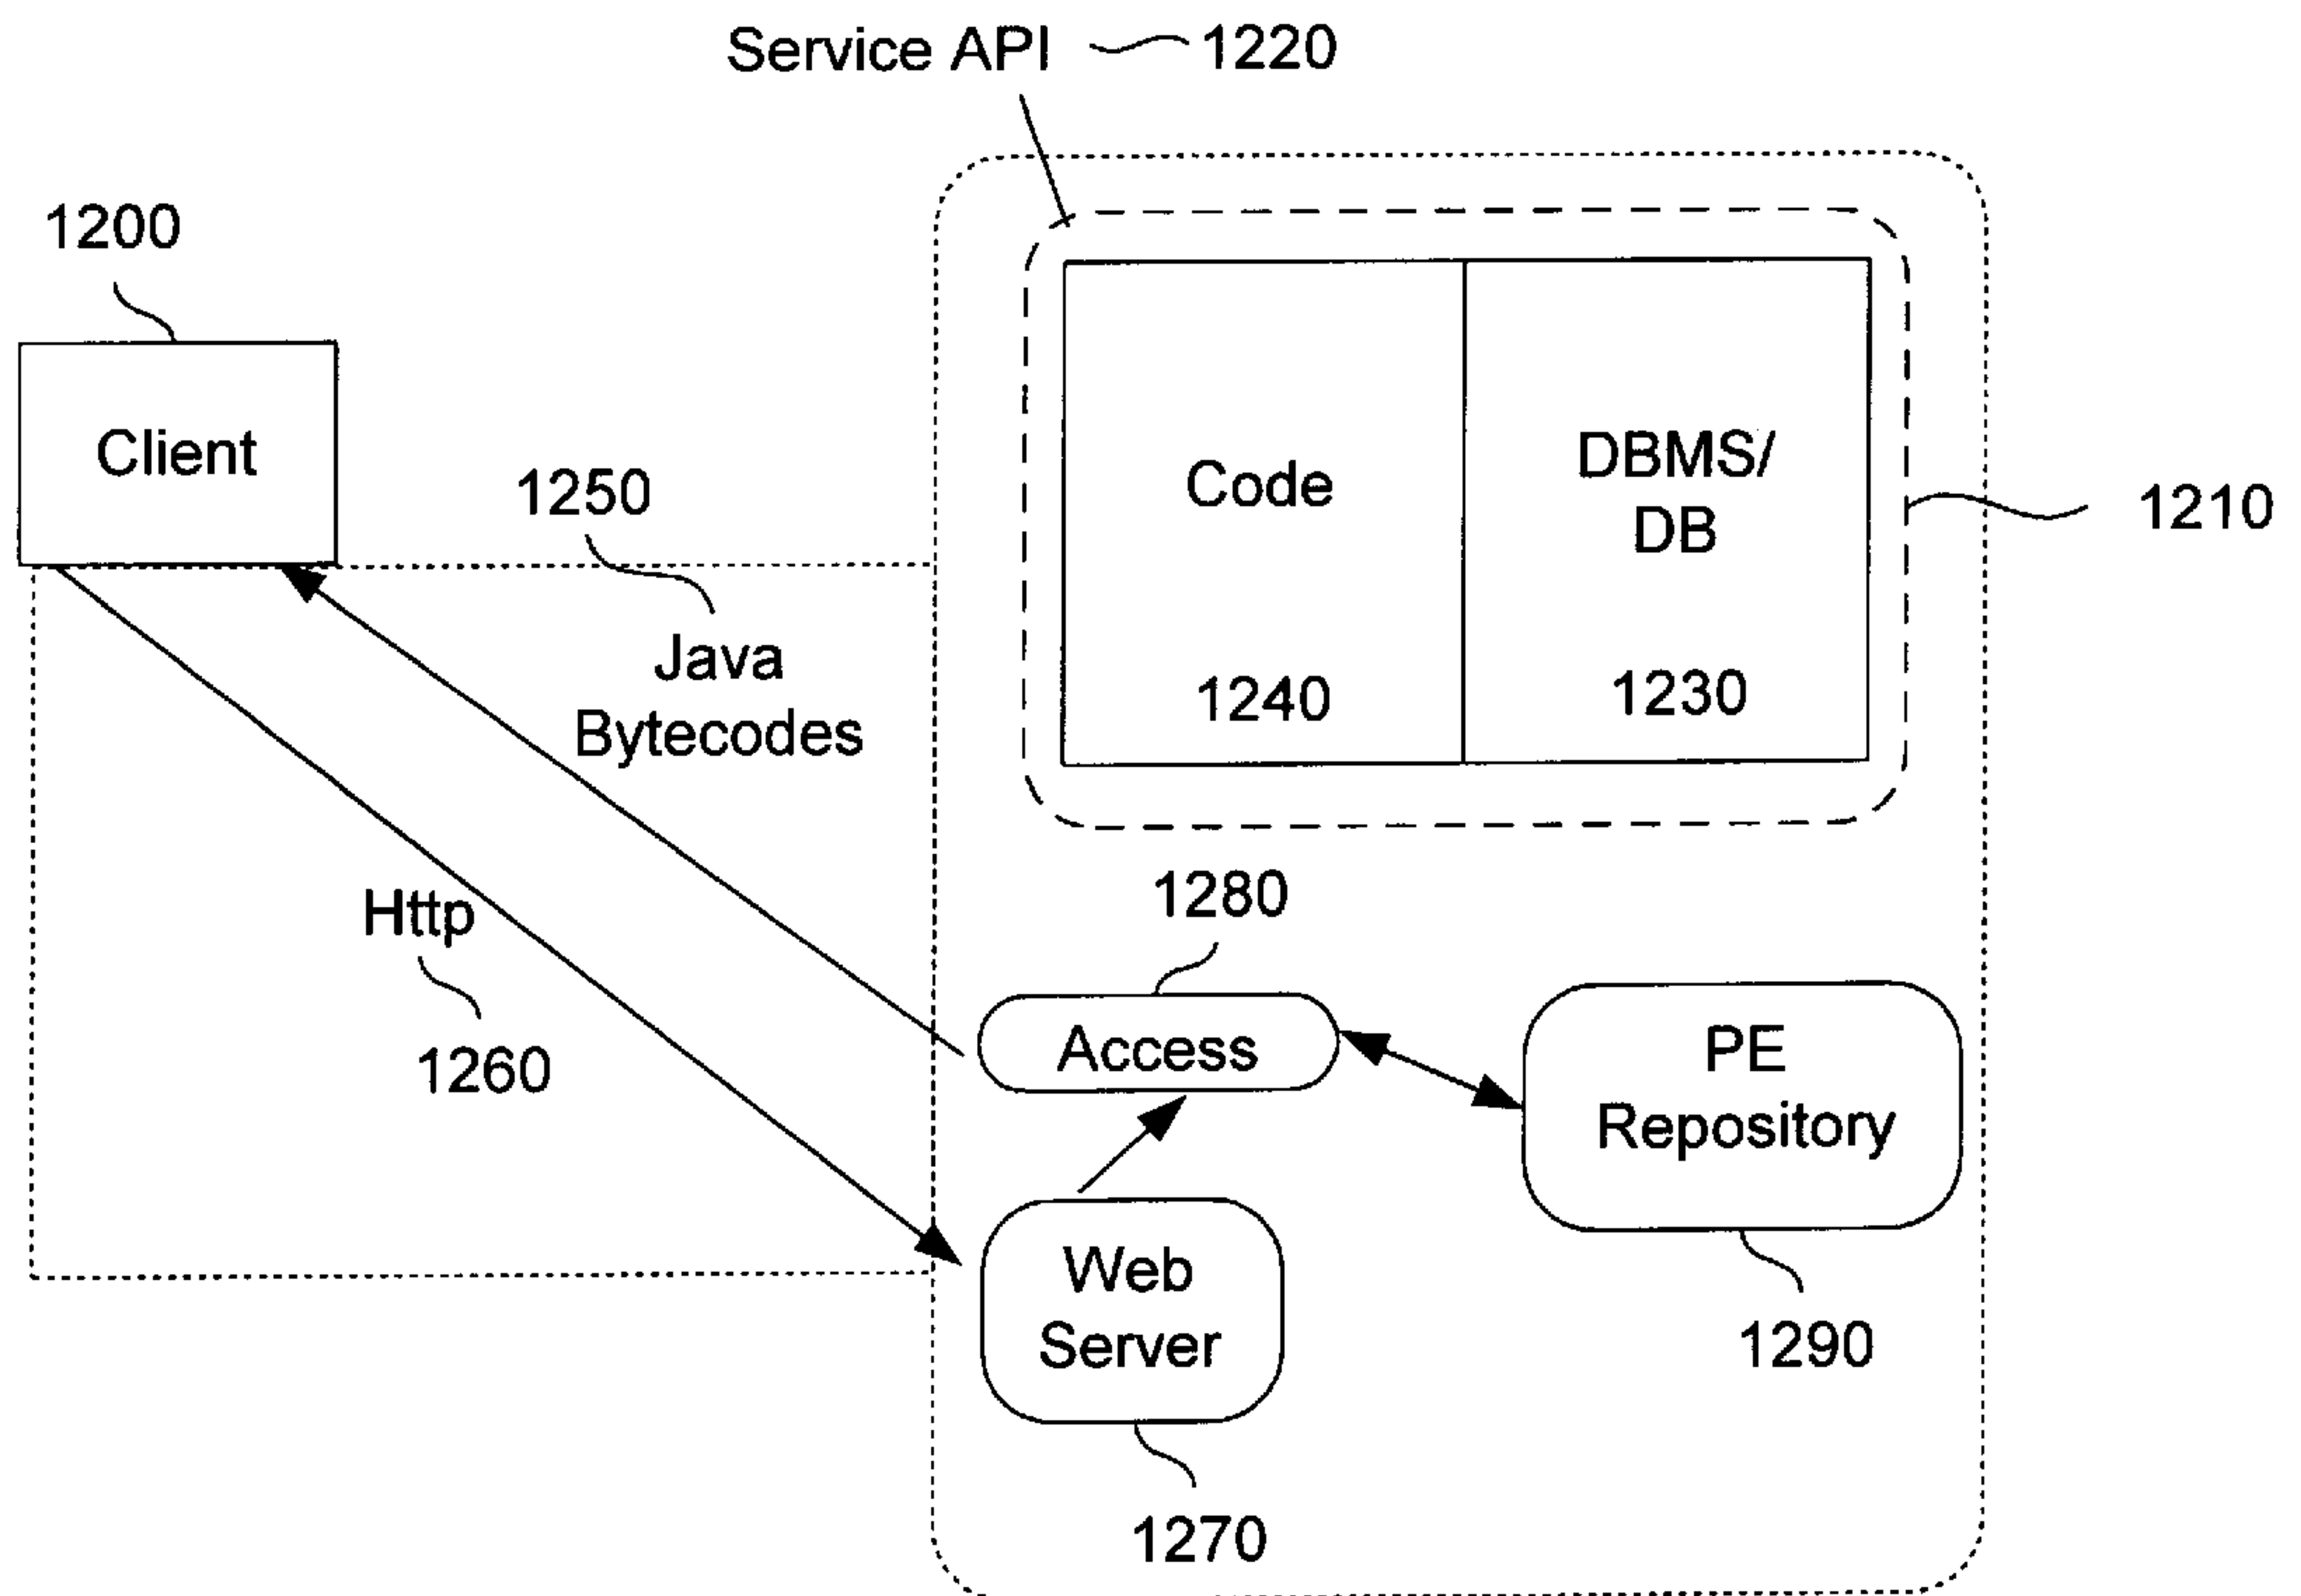 Service API 1220
1200
Client
1250
Java
Bytecodes
Http
1260
Code
1240
DBMS/
DB
1230
1210
1280
Access
PE
Repository
1290
Web
Server
1270